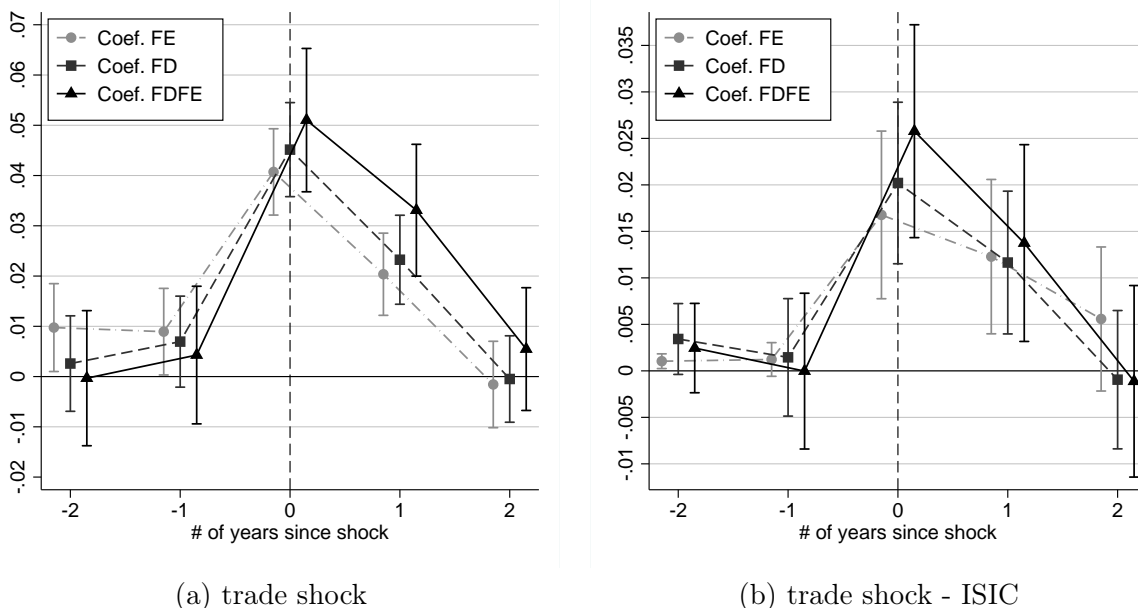 .07
.06
.05
.04
.03
.02
.01
0
-.01
-.02
Coef. FE
Coef. FD
Coef. FDFE
-2 -1 0 1 2
# of years since shock
(a) trade shock
.035
.03
.025
.02
.015
.01
.005
0
-.005
-.01
Coef. FE
Coef. FD
Coef. FDFE
-2 -1 0 1 2
# of years since shock
(b) trade shock - ISIC